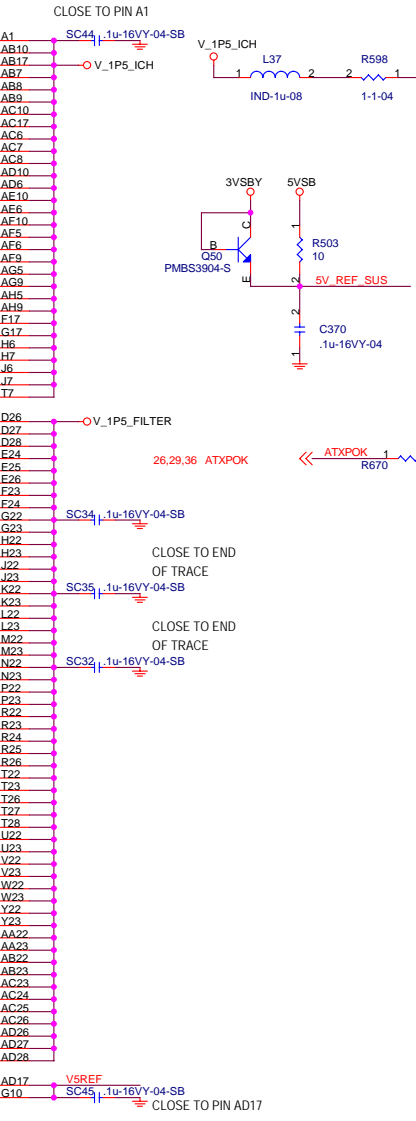 CLOSE TO PIN A1
A1
SC44 .1u-16VY-04-SB
AB10
AB17
V_1P5_ICH
AB7
AB8
AB9
AC10
AC17
AC6
AC7
AC8
AD10
AD6
AE10
AE6
AF10
AF5
AF6
AF9
AG5
AG9
AH5
AH9
F17
G17
H6
H7
J6
J7
T7
V_1P5_ICH
L37
R598
1 2 2 1
IND-1u-08
1-1-04
3VSBY
5VSB
C
B
Q50
PMBS3904-S
E
1
R503
10
2
5V_REF_SUS
2
C370
.1u-16VY-04
1
D26
V_1P5_FILTER
D27
D28
E24
E25
E26
F23
F24
G22
SC34 .1u-16VY-04-SB
G23
H22
H23
J22
J23
K22
SC35 .1u-16VY-04-SB
K23
L22
L23
M22
M23
N22
SC32 .1u-16VY-04-SB
N23
P22
P23
R22
R23
R24
R25
R26
T22
T23
T26
T27
T28
U22
U23
V22
V23
W22
W23
Y22
Y23
AA22
AA23
AB22
AB23
AC23
AC24
AC25
AC26
AD26
AD27
AD28
26,29,36 ATXPOK
ATXPOK 1
R670
CLOSE TO END
OF TRACE
CLOSE TO END
OF TRACE
AD17
V5REF
G10
SC45 .1u-16VY-04-SB
CLOSE TO PIN AD17